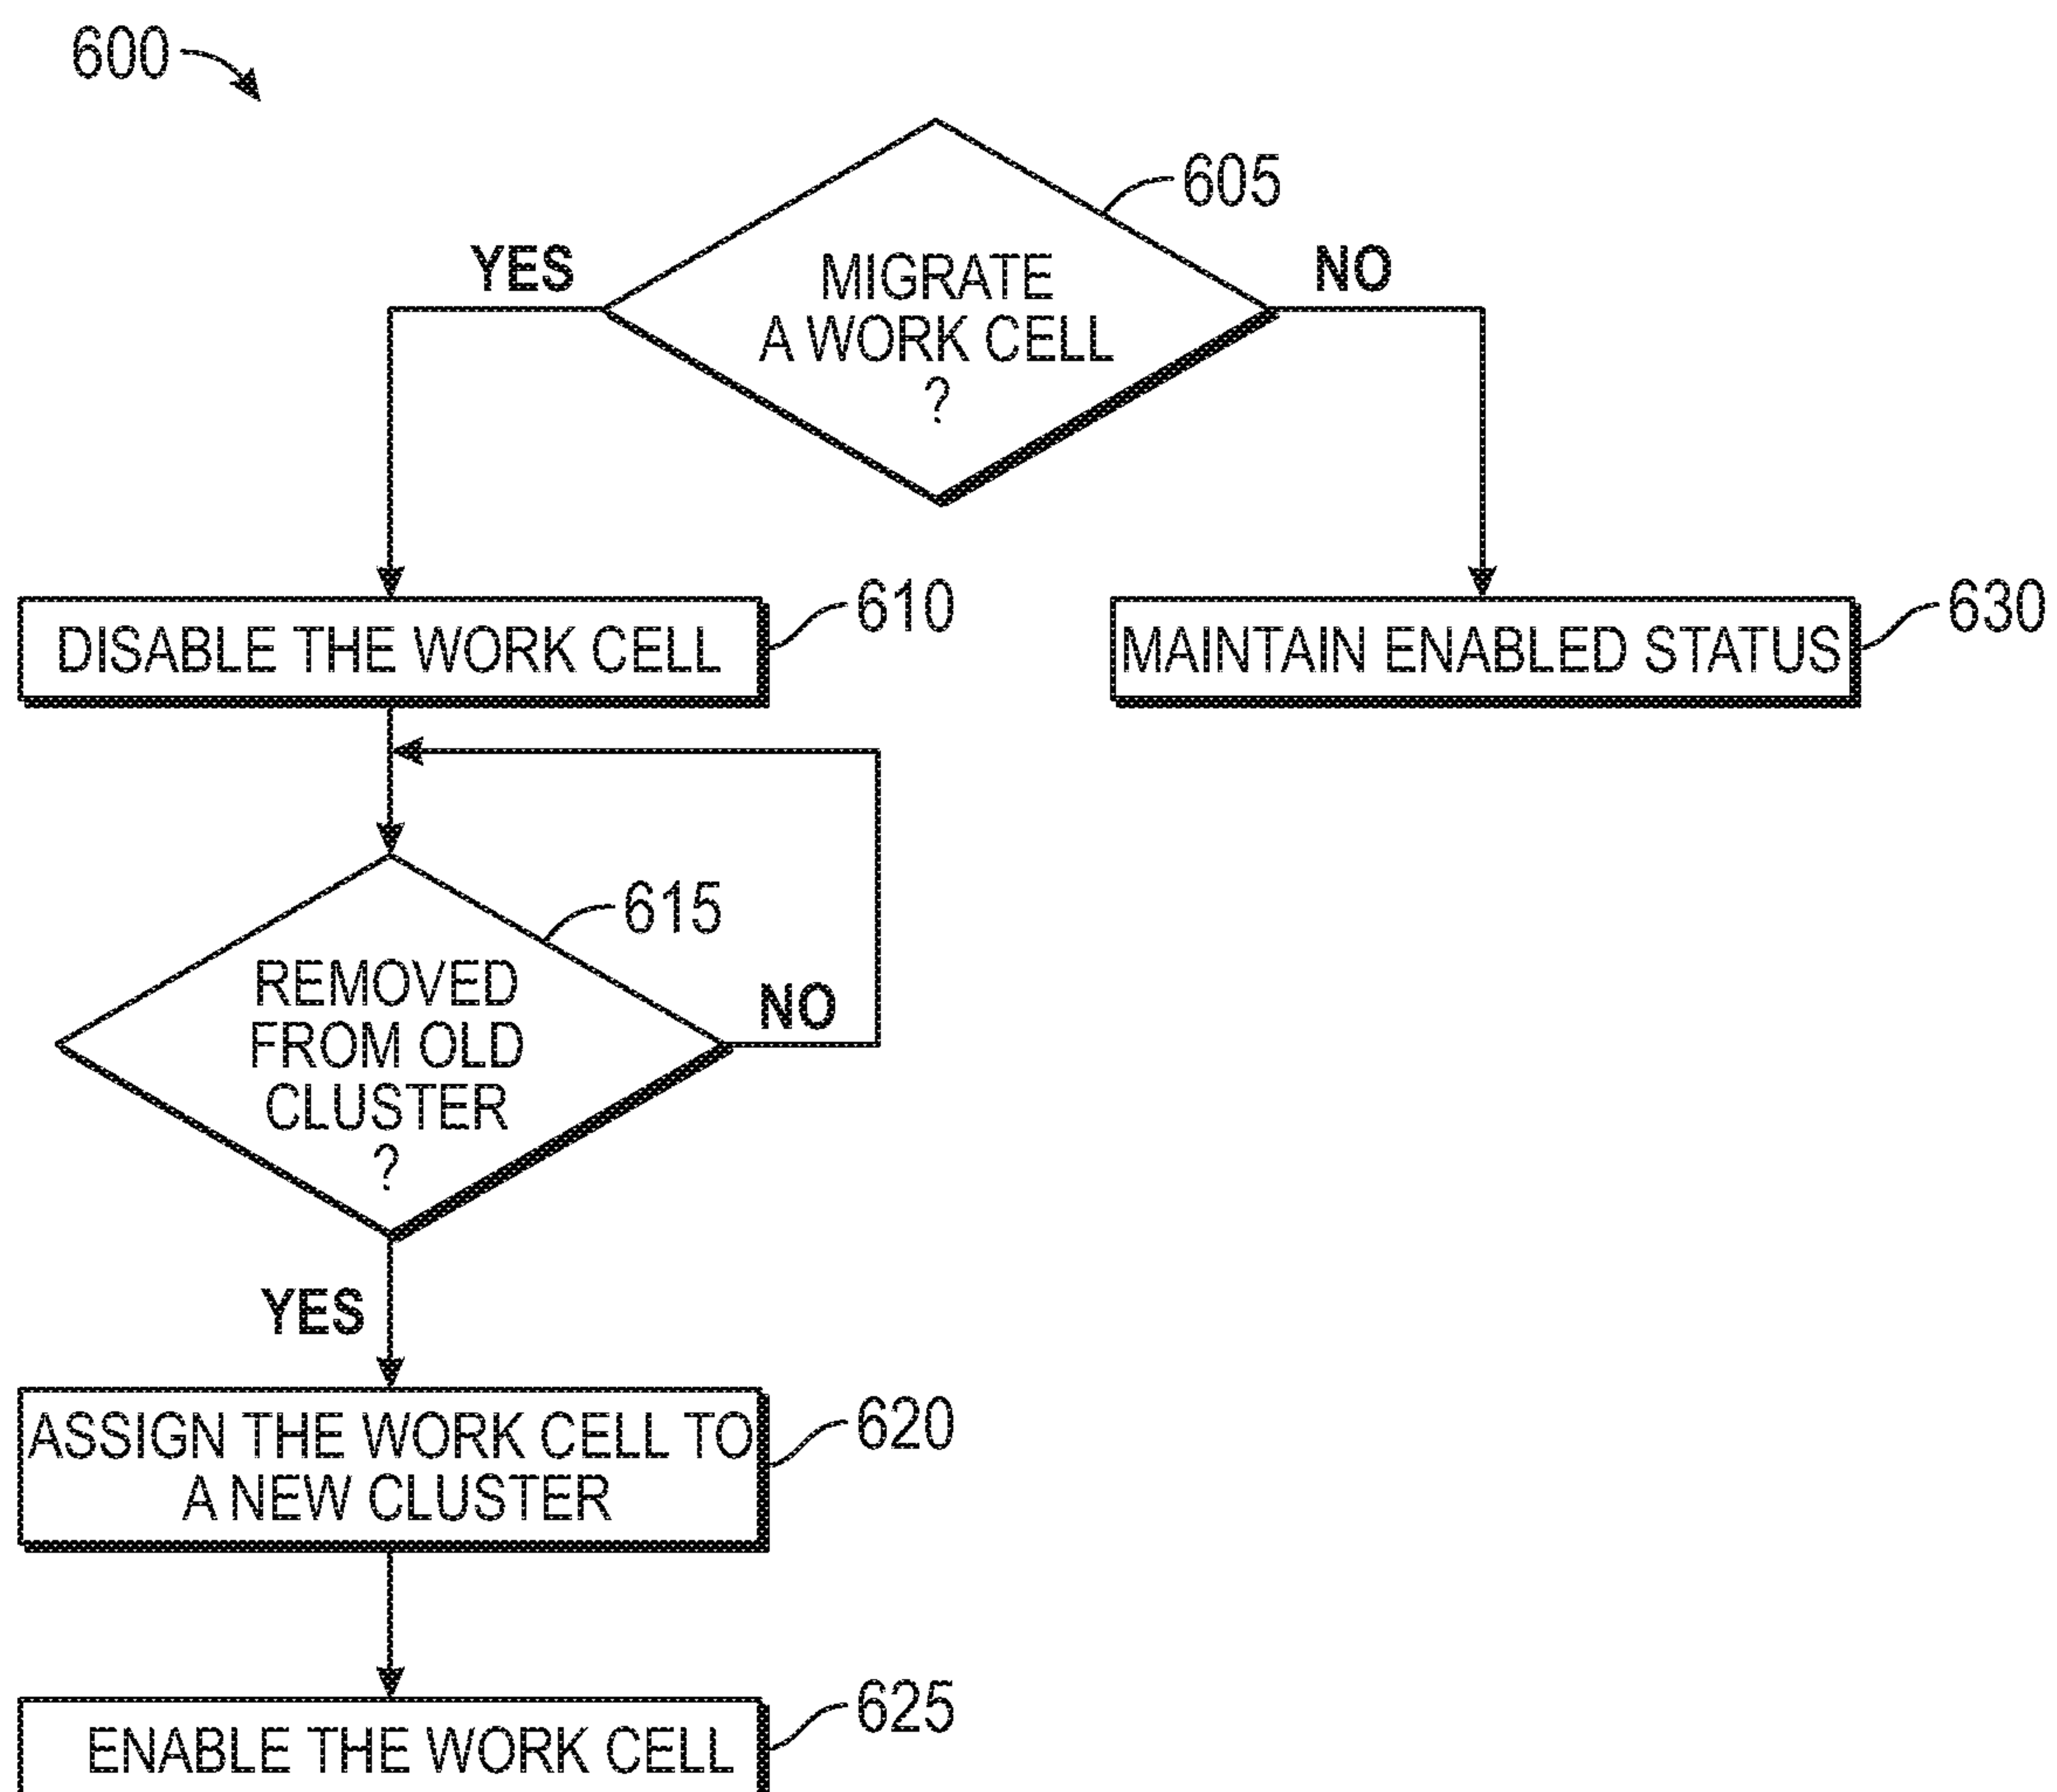 600
605
YES
NO
MIGRATE
A WORK CELL
?
610
630
DISABLE THE WORK CELL
MAINTAIN ENABLED STATUS
615
REMOVED
FROM OLD
CLUSTER
?
NO
YES
620
ASSIGN THE WORK CELL TO
A NEW CLUSTER
625
ENABLE THE WORK CELL